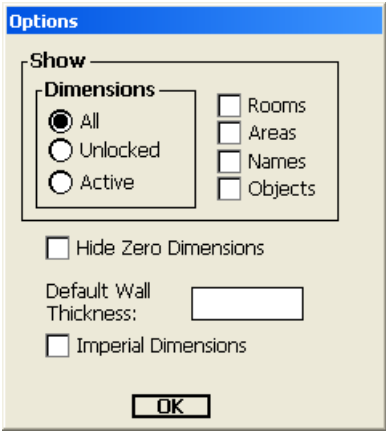 Options
Show
Dimensions
All
Unlocked
Active
Rooms
Areas
Names
Objects
Hide Zero Dimensions
Default Wall
Thickness:
Imperial Dimensions
OK